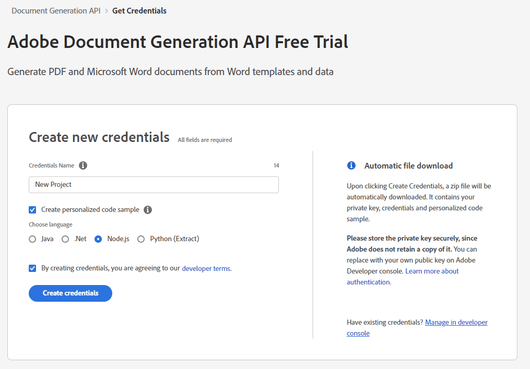 Document Generation API > Get Credentials
Adobe Document Generation API Free Trial
Generate PDF and Microsoft Word documents from Word templates and data
Create new credentials All fields are required
Credentials Name 14
New Project
Create personalized code sample
Choose language
Java .Net Node.js Python (Extract)
By creating credentials, you are agreeing to our developer terms.
Create credentials
Automatic file download
Upon clicking Create Credentials, a zip file will be
automatically downloaded. It contains your
private key, credentials and personalized code
sample.
Please store the private key securely, since
Adobe does not retain a copy of it. You can
replace with your own public key on Adobe
Developer console. Learn more about
authentication.
Have existing credentials? Manage in developer
console